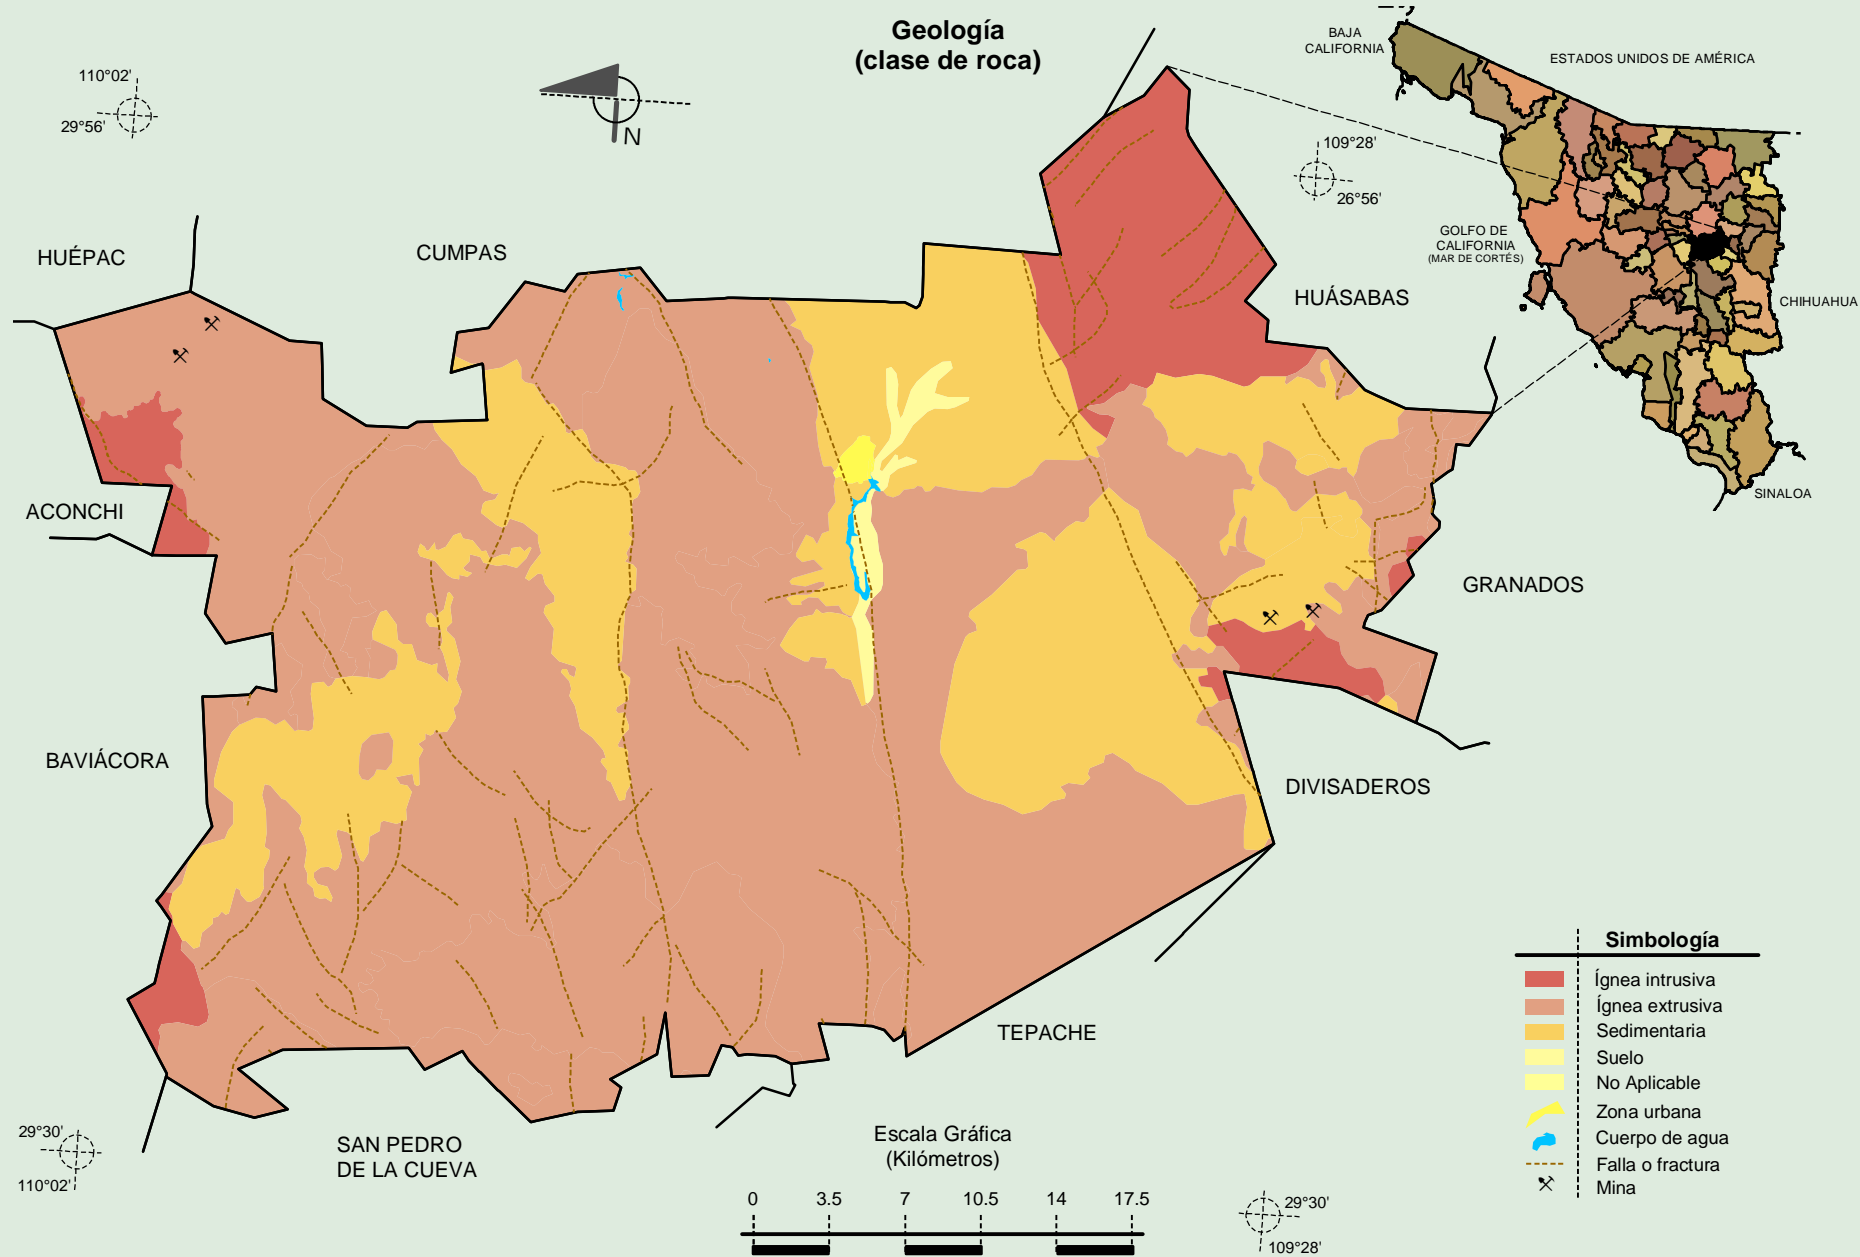 Geología
(clase de roca)
110°02'
29°56'
N
109°28'
26°56'
BAJA
CALIFORNIA
ESTADOS UNIDOS DE AMÉRICA
GOLFO DE
CALIFORNIA
(MAR DE CORTÉS)
CHIHUAHUA
SINALOA
HUÉPAC
CUMPAS
HUÁSABAS
ACONCHI
GRANADOS
BAVIÁCORA
DIVISADEROS
TEPACHE
SAN PEDRO
DE LA CUEVA
29°30'
110°02'
Escala Gráfica
(Kilómetros)
0 3.5 7 10.5 14 17.5
29°30'
109°28'
Simbología
Ígnea intrusiva
Ígnea extrusiva
Sedimentaria
Suelo
No Aplicable
Zona urbana
Cuerpo de agua
Falla o fractura
Mina